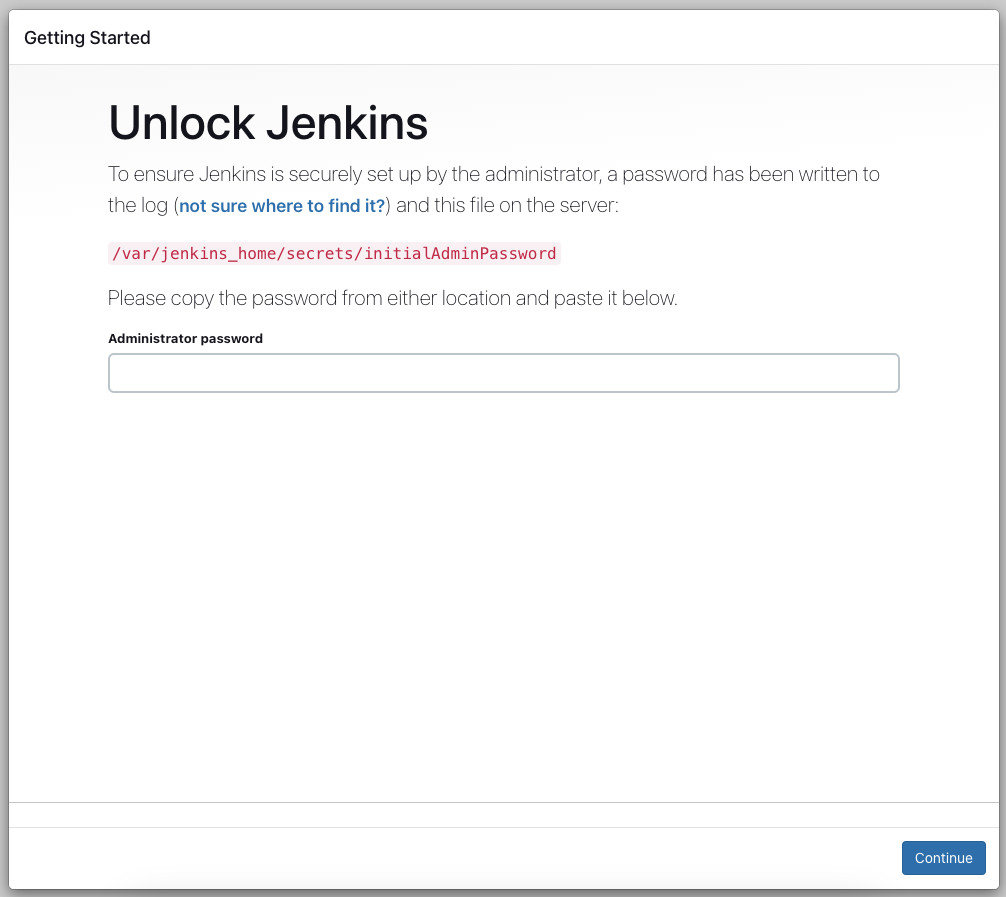 Getting Started
Unlock Jenkins
To ensure Jenkins is securely set up by the administrator, a password has been written to
the log (not sure where to find it?) and this file on the server:
/var/jenkins_home/secrets/initialAdminPassword
Please copy the password from either location and paste it below.
Administrator password
Continue